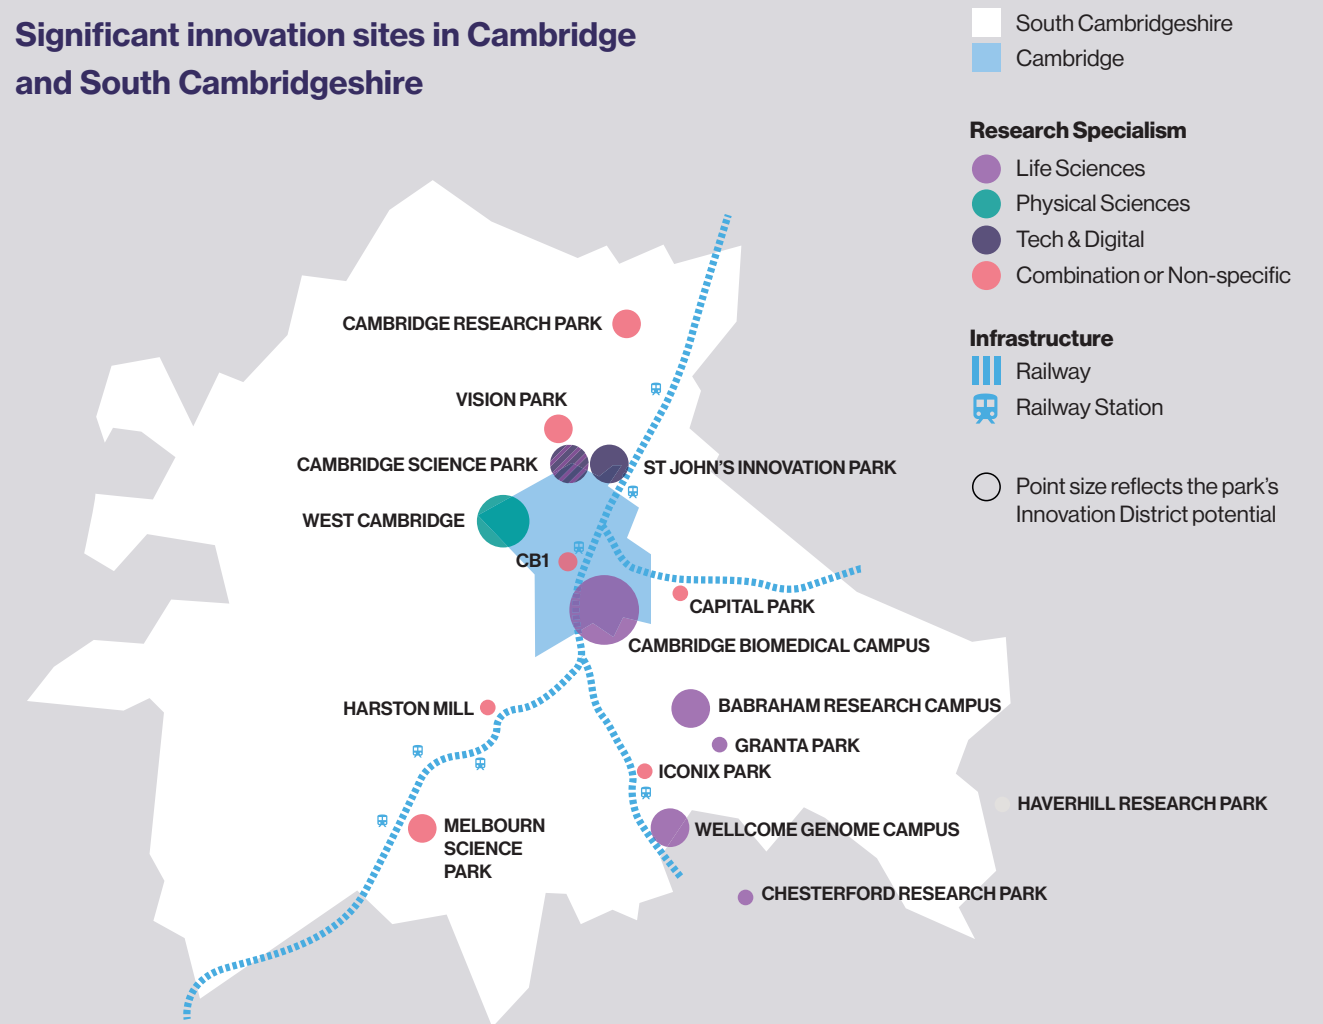 Significant innovation sites in Cambridge
and South Cambridgeshire
South Cambridgeshire
Cambridge
Research Specialism
Life Sciences
Physical Sciences
Tech & Digital
Combination or Non-specific
Infrastructure
Railway
Railway Station
Point size reflects the park's
Innovation District potential
CAMBRIDGE RESEARCH PARK
VISION PARK
CAMBRIDGE SCIENCE PARK
ST JOHN'S INNOVATION PARK
WEST CAMBRIDGE
CB1
CAPITAL PARK
CAMBRIDGE BIOMEDICAL CAMPUS
HARSTON MILL
BABRAHAM RESEARCH CAMPUS
GRANTA PARK
ICONIX PARK
HAVERHILL RESEARCH PARK
MELBOURN
SCIENCE
PARK
WELLCOME GENOME CAMPUS
CHESTERFORD RESEARCH PARK